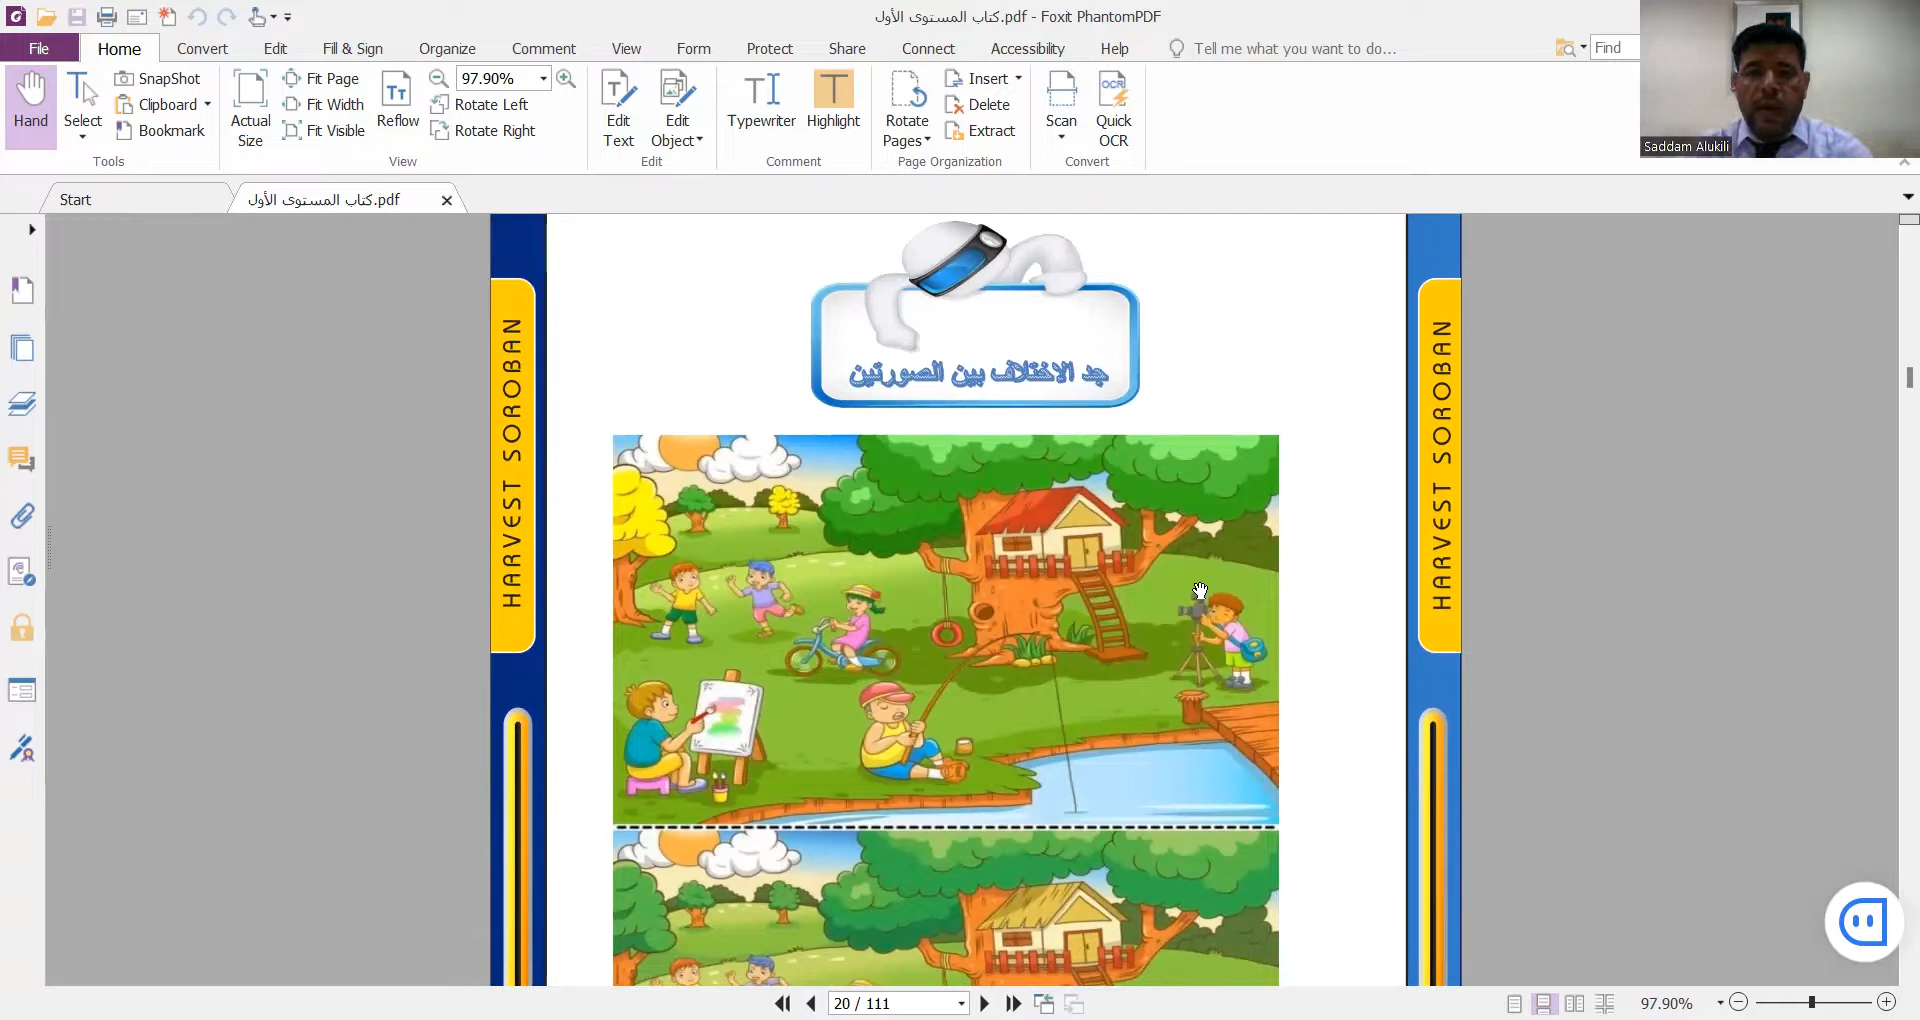 كتاب المستوى الأول.pdf - Foxit PhantomPDF
File Home Convert Edit Fill & Sign Organize Comment View Form Protect Share Connect Accessibility Help Tell me what you want to do... Find
Hand
Select
SnapShot
Clipboard
Bookmark
Tools
Actual Size
Fit Page
Fit Width
Fit Visible
Reflow
97.90%
Rotate Left
Rotate Right
View
Edit Text
Edit Object
Edit
Typewriter
Highlight
Comment
Rotate Pages
Insert
Delete
Extract
Page Organization
Scan
Quick OCR
Convert
Saddam Alukili
Start
كتاب المستوى الأول.pdf
جد الاختلاف بين الصورتين
HARVEST SOROBAN
HARVEST SOROBAN
20 / 111
97.90%